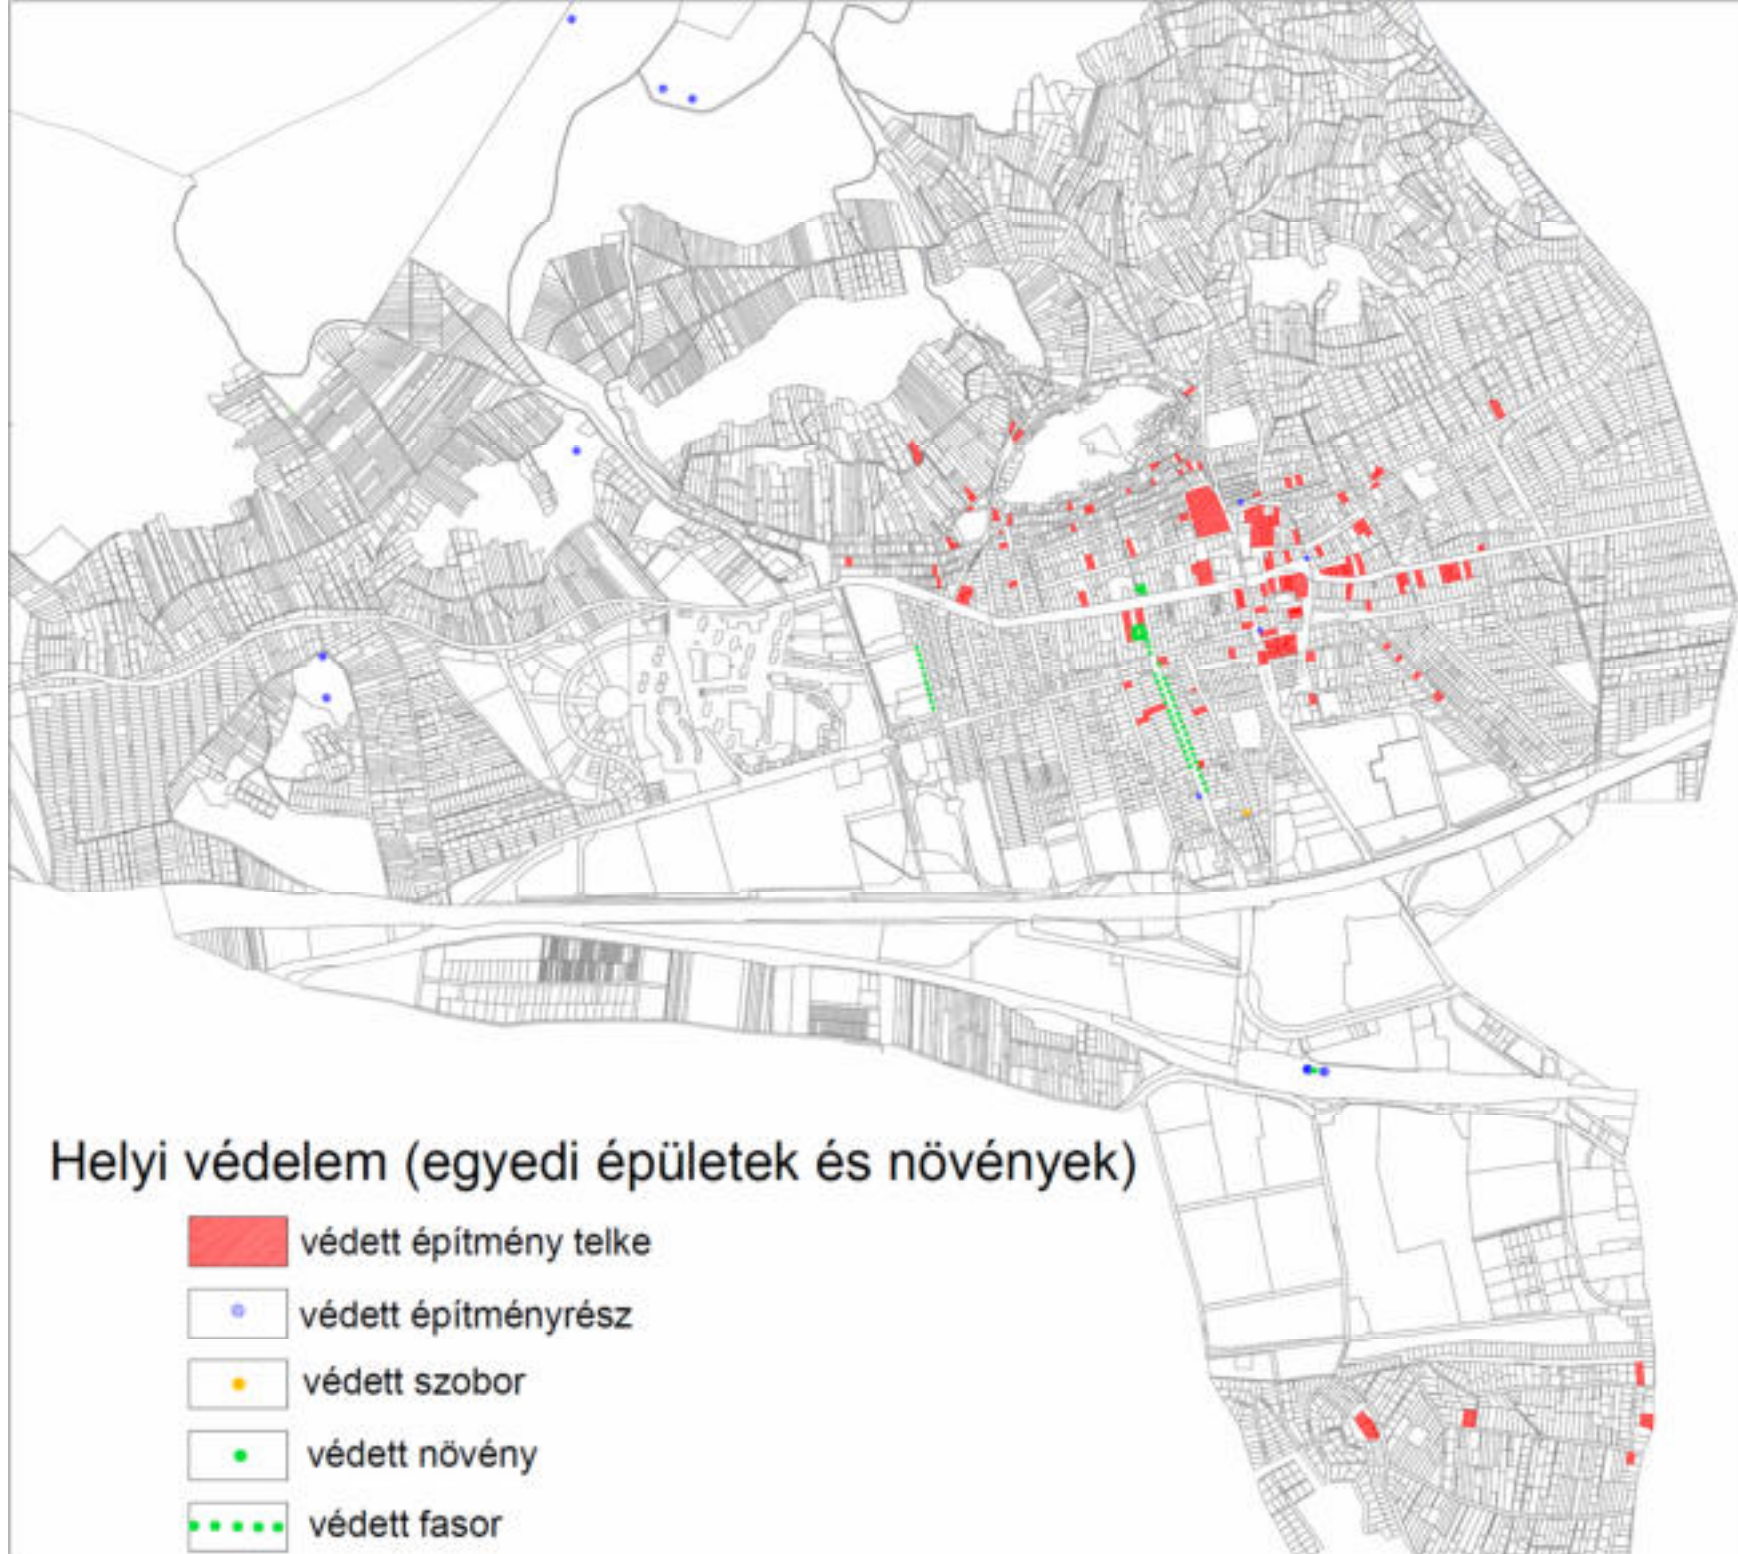 Helyi védelem (egyedi épületek és növények)
védett építmény telke
védett építményrész
védett szobor
védett növény
védett fasor